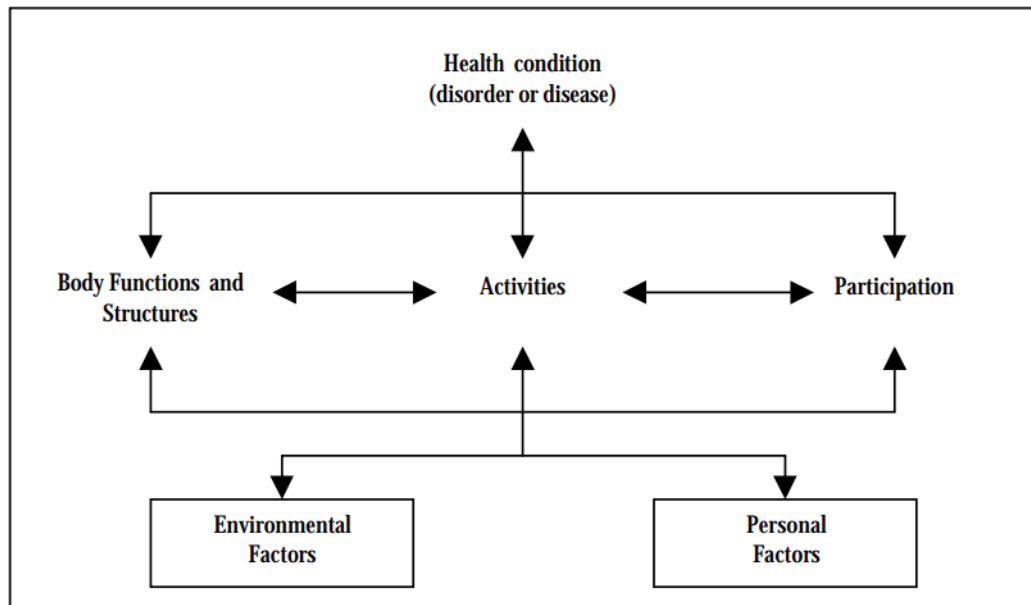 Health condition
(disorder or disease)
Body Functions and
Structures
Activities
Participation
Environmental
Factors
Personal
Factors